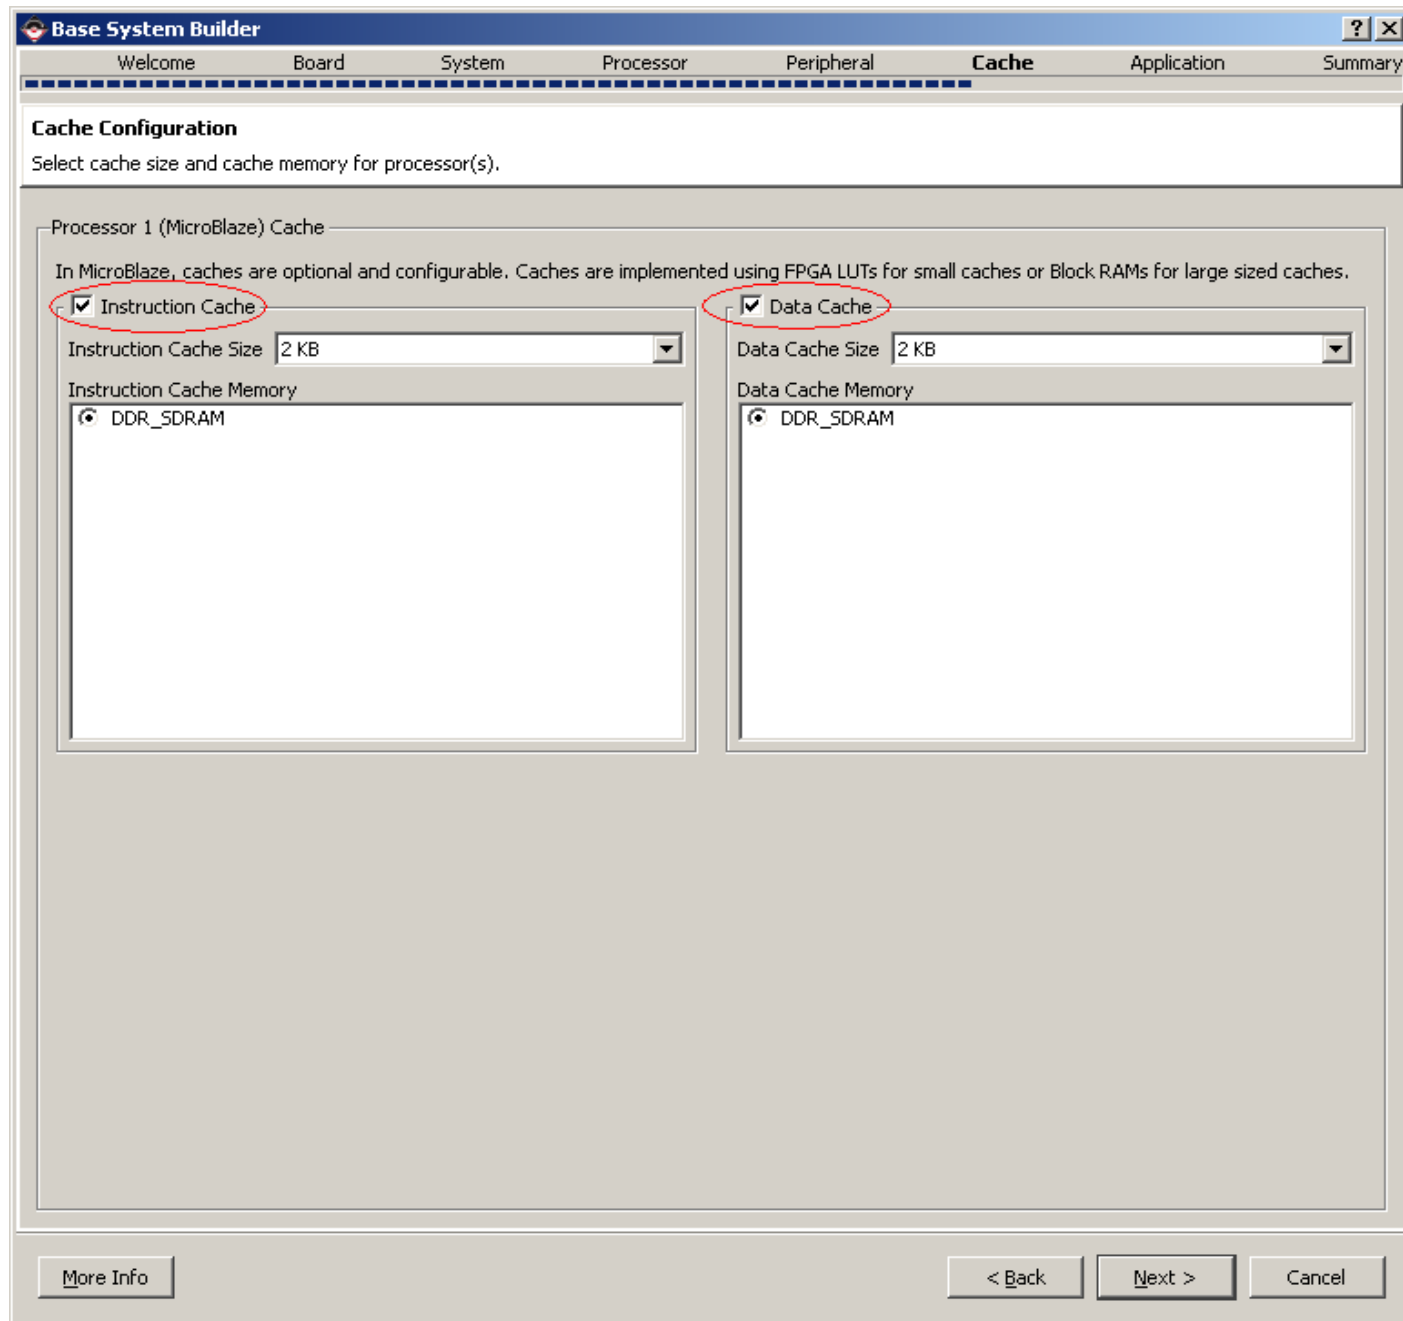 Base System Builder
Welcome Board System Processor Peripheral Cache Application Summary
Cache Configuration
Select cache size and cache memory for processor(s).
Processor 1 (MicroBlaze) Cache
In MicroBlaze, caches are optional and configurable. Caches are implemented using FPGA LUTs for small caches or Block RAMs for large sized caches.
Instruction Cache
Instruction Cache Size 2 KB
Instruction Cache Memory
DDR_SDRAM
Data Cache
Data Cache Size 2 KB
Data Cache Memory
DDR_SDRAM
More Info
< Back
Next >
Cancel